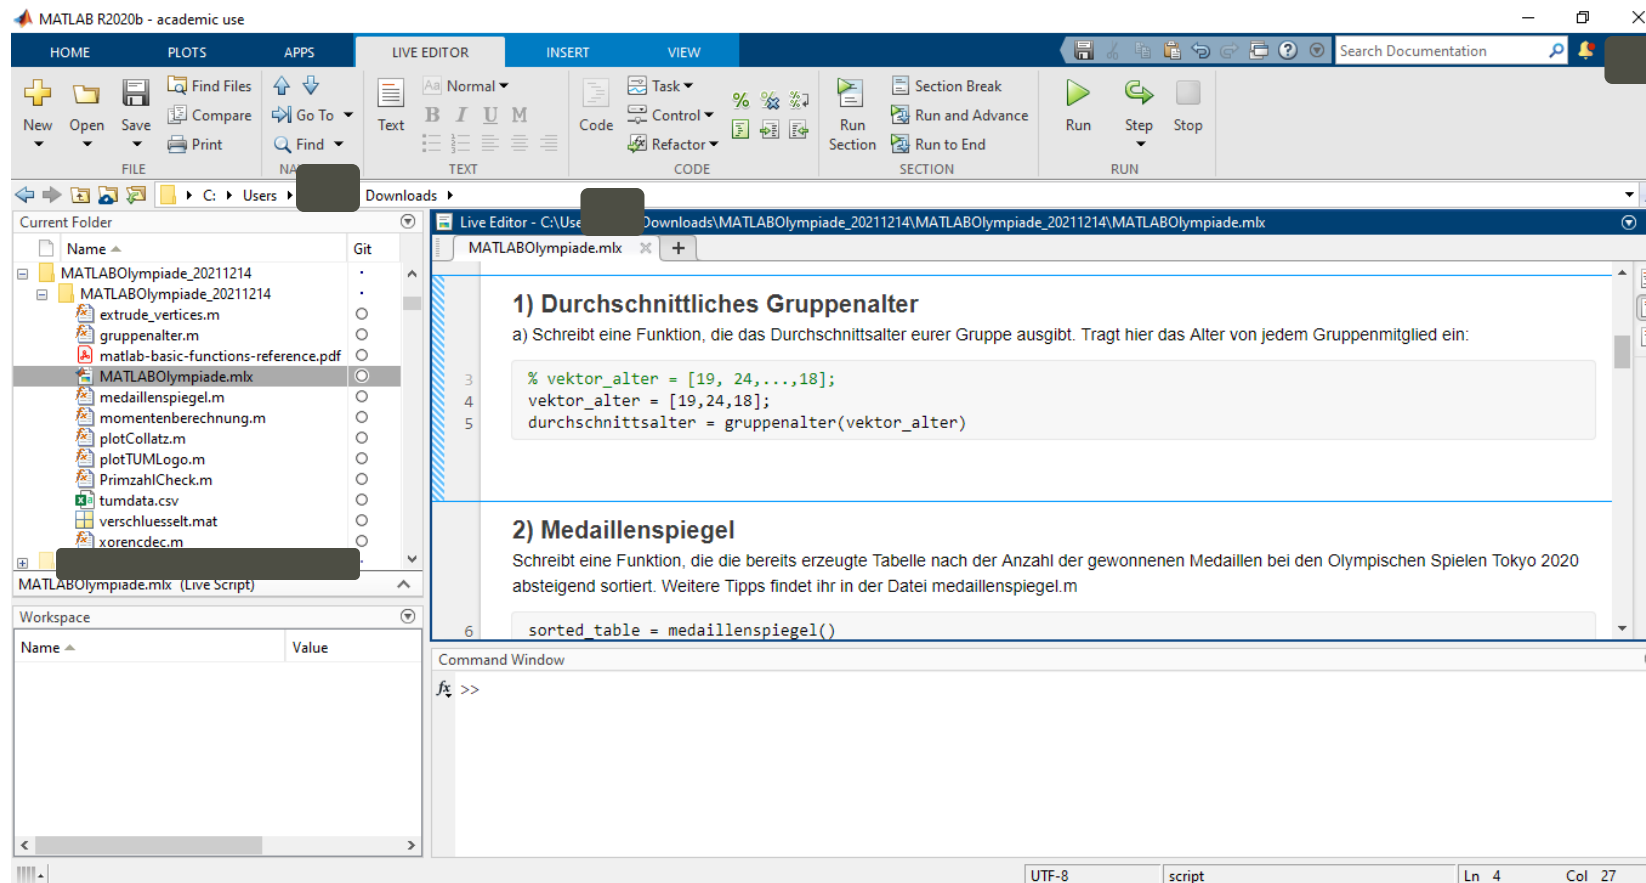 MATLAB R2020b - academic use
HOME PLOTS APPS LIVE EDITOR INSERT VIEW Search Documentation
New Open Save Find Files Compare Print
FILE
Go To Find
NA
Text Aa Normal B I U M
TEXT
Code Task Control Refactor
CODE
Run Section Section Break Run and Advance Run to End
SECTION
Run Step Stop
RUN
C: Users Downloads
Current Folder
Name Git
MATLABOlympiade_20211214
MATLABOlympiade_20211214
extrude_vertices.m
gruppenalter.m
matlab-basic-functions-reference.pdf
MATLABOlympiade.mlx
medaillenspiegel.m
momentenberechnung.m
plotCollatz.m
plotTUMLogo.m
PrimzahlCheck.m
tumdata.csv
verschluesselt.mat
xorencdec.m
MATLABOlympiade.mlx (Live Script)
Workspace
Name Value
Live Editor - C:\Use Downloads\MATLABOlympiade_20211214\MATLABOlympiade_20211214\MATLABOlympiade.mlx
MATLABOlympiade.mlx
1) Durchschnittliches Gruppenalter
a) Schreibt eine Funktion, die das Durchschnittsalter eurer Gruppe ausgibt. Tragt hier das Alter von jedem Gruppenmitglied ein:
3 % vektor_alter = [19, 24,...,18];
4 vektor_alter = [19,24,18];
5 durchschnittsalter = gruppenalter(vektor_alter)
2) Medaillenspiegel
Schreibt eine Funktion, die die bereits erzeugte Tabelle nach der Anzahl der gewonnenen Medaillen bei den Olympischen Spielen Tokyo 2020
absteigend sortiert. Weitere Tipps findet ihr in der Datei medaillenspiegel.m
6 sorted_table = medaillenspiegel()
Command Window
fx >>
UTF-8 script Ln 4 Col 27